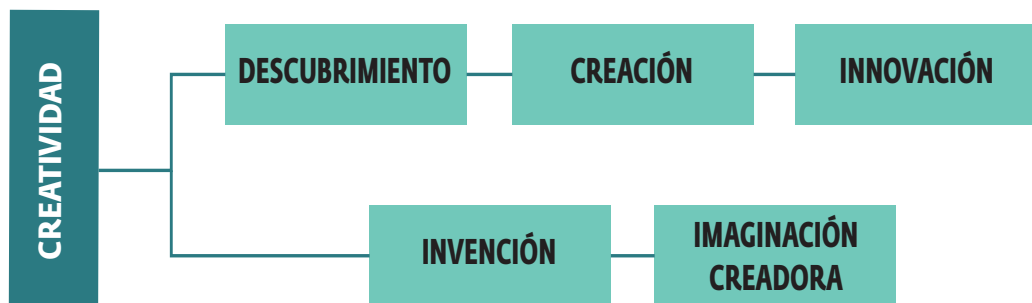 CREATIVIDAD
DESCUBRIMIENTO
CREACIÓN
INNOVACIÓN
INVENCIÓN
IMAGINACIÓN
CREADORA